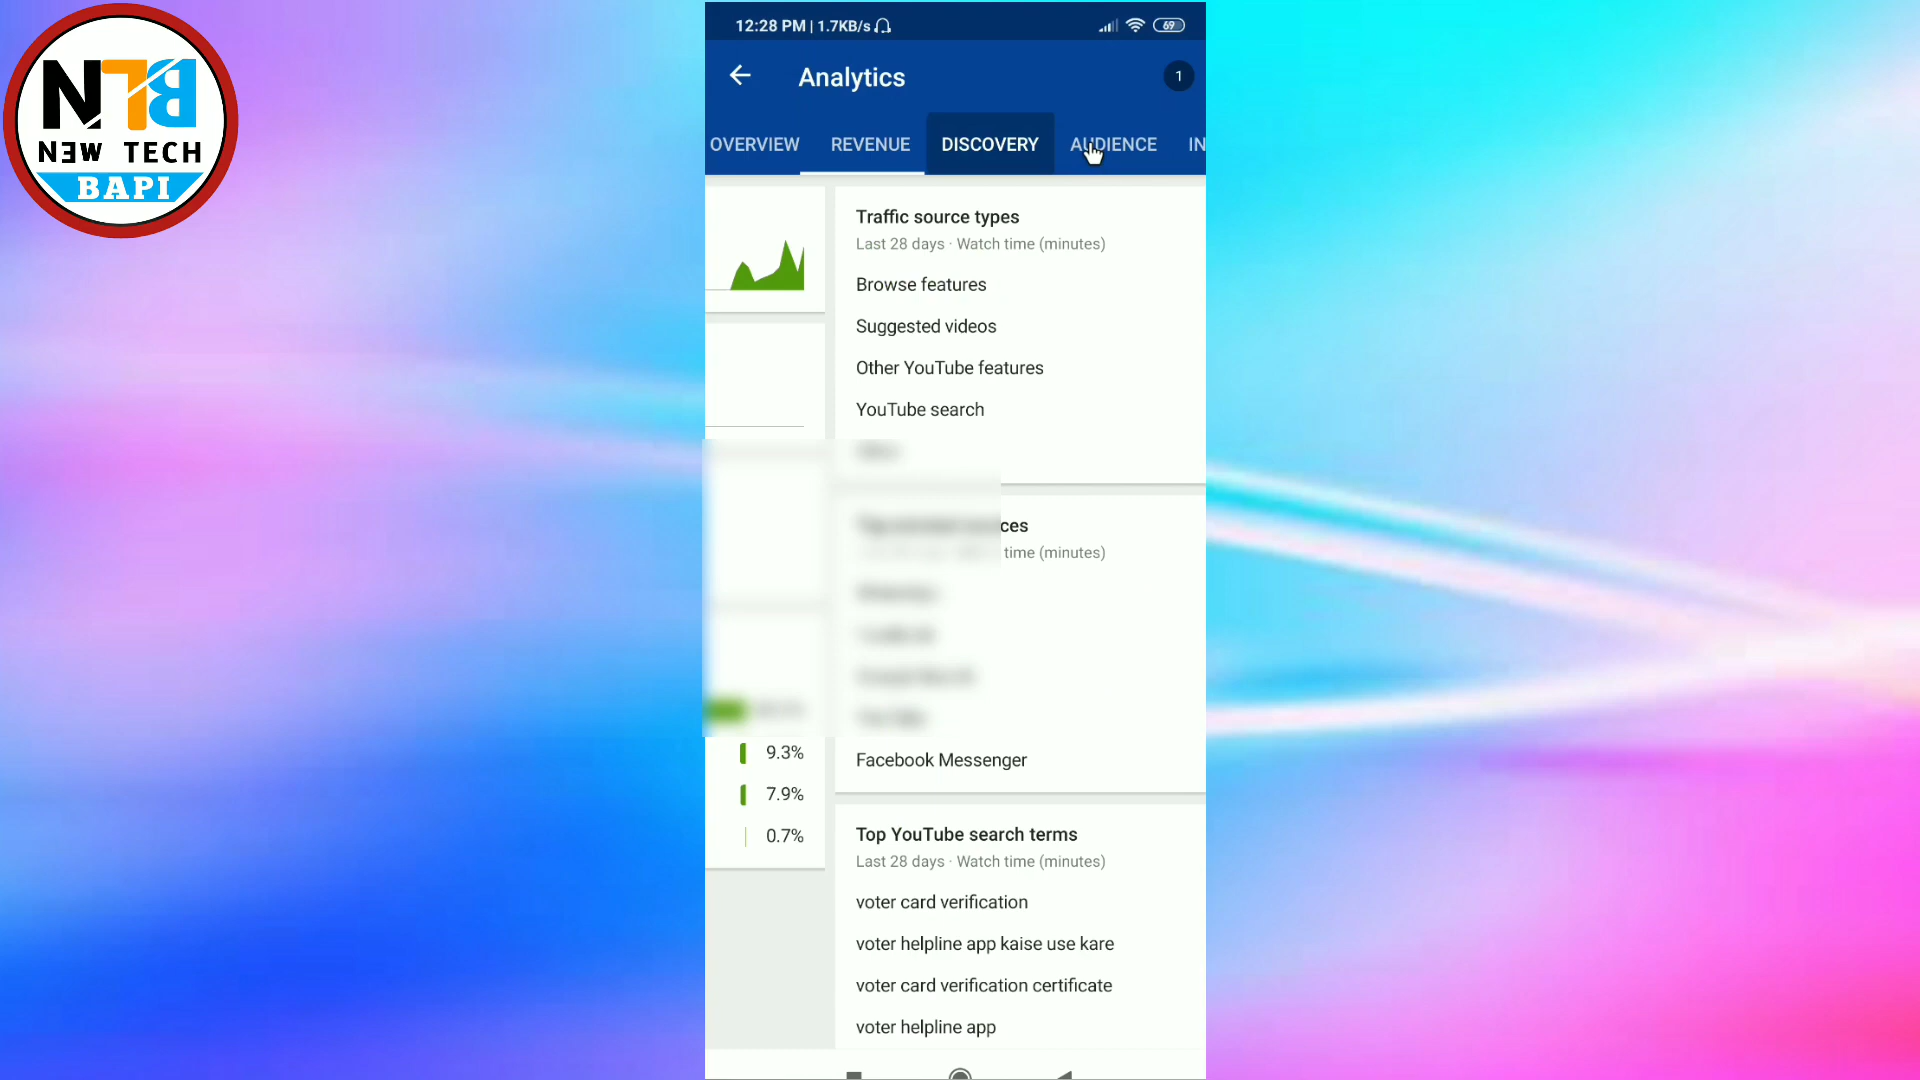 NTB
NEW TECH
BAPI
12:28 PM | 1.7KB/s
69
Analytics
1
OVERVIEW
REVENUE
DISCOVERY
AUDIENCE
IN
Traffic source types
Last 28 days · Watch time (minutes)
Browse features
Suggested videos
Other YouTube features
YouTube search
ces
time (minutes)
Facebook Messenger
9.3%
7.9%
0.7%
Top YouTube search terms
Last 28 days · Watch time (minutes)
voter card verification
voter helpline app kaise use kare
voter card verification certificate
voter helpline app